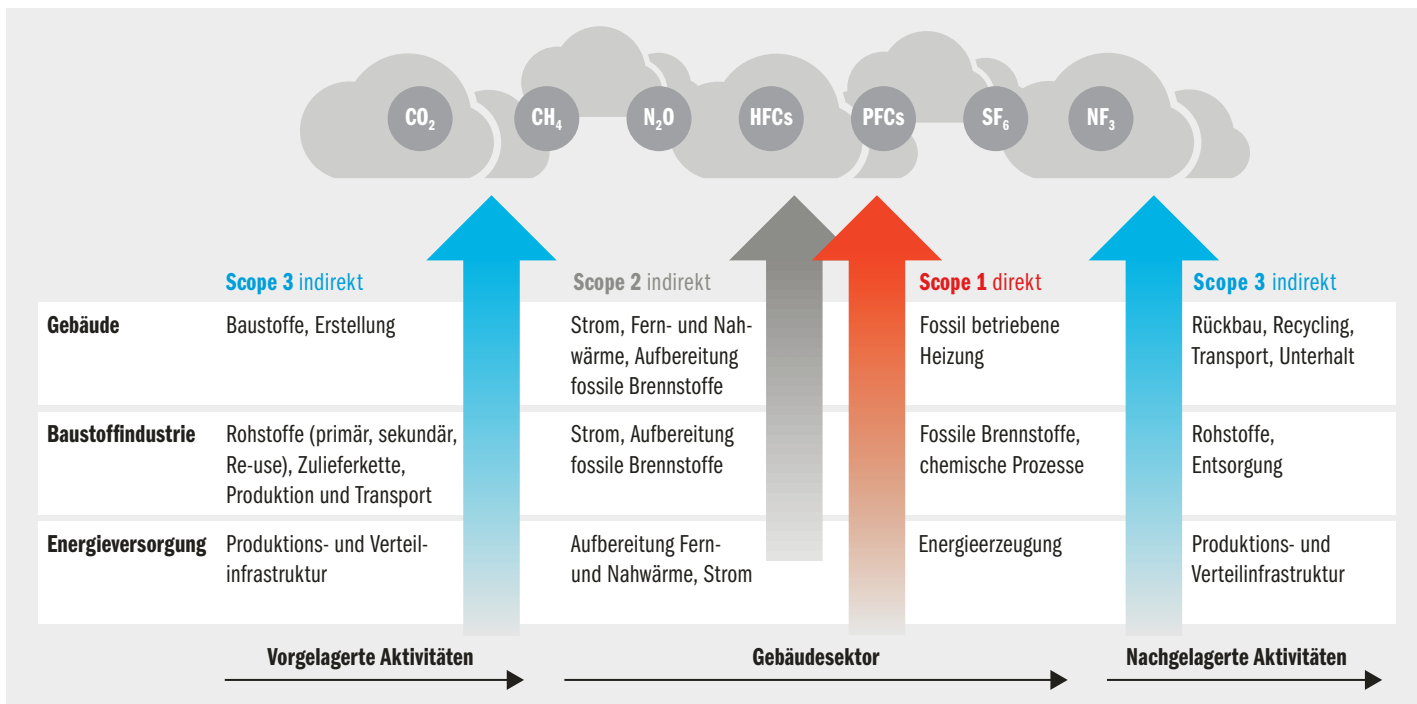 CO₂ CH₄ N₂O HFCs PFCs SF₆ NF₃
Scope 3 indirekt
Scope 2 indirekt
Scope 1 direkt
Scope 3 indirekt
Gebäude
Baustoffe, Erstellung
Strom, Fern- und Nah-
wärme, Aufbereitung
fossile Brennstoffe
Fossil betriebene
Heizung
Rückbau, Recycling,
Transport, Unterhalt
Baustoffindustrie
Rohstoffe (primär, sekundär,
Re-use), Zulieferkette,
Produktion und Transport
Strom, Aufbereitung
fossile Brennstoffe
Fossile Brennstoffe,
chemische Prozesse
Rohstoffe,
Entsorgung
Energieversorgung
Produktions- und Verteil-
infrastruktur
Aufbereitung Fern-
und Nahwärme, Strom
Energieerzeugung
Produktions- und
Verteilinfrastruktur
Vorgelagerte Aktivitäten
Gebäudesektor
Nachgelagerte Aktivitäten